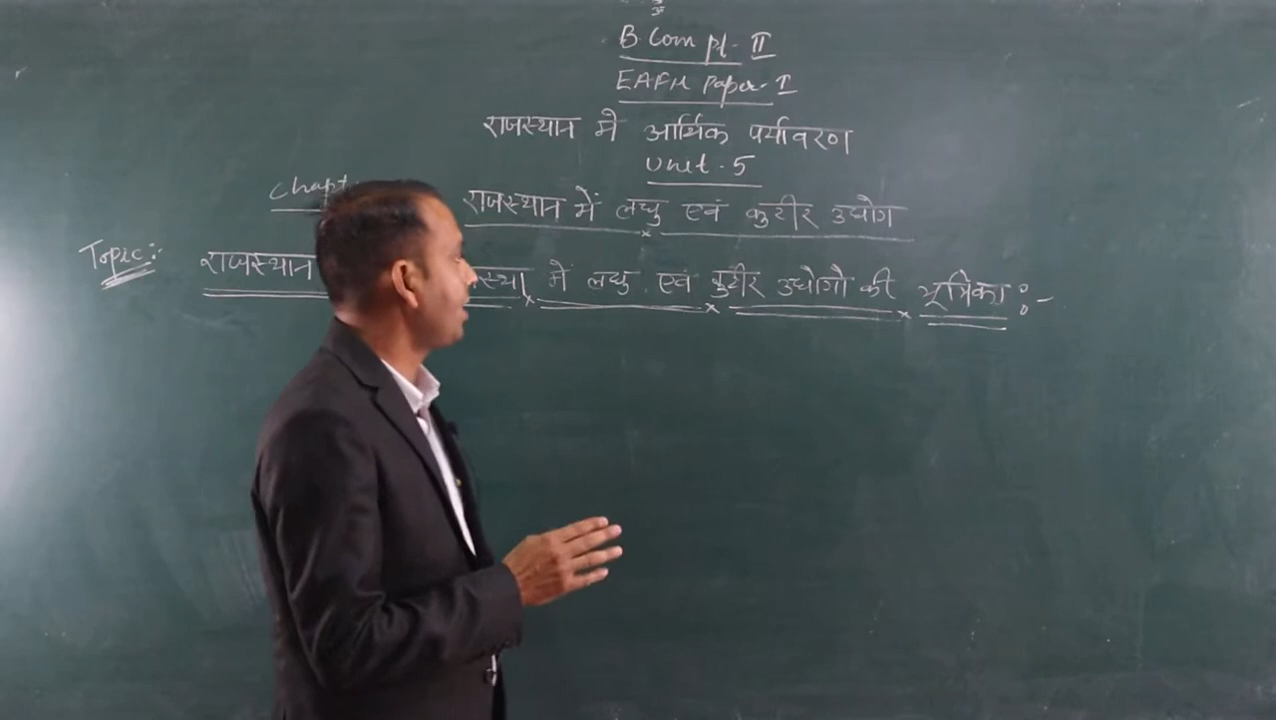 B.Com pt- II
EAFM Paper- I
राजस्थान में आर्थिक पर्यावरण
Unit-5
Chapt राजस्थान में लघु एवं कुटीर उद्योग
Topic:- राजस्थान स्था में लघु एवं कुटीर उद्योगो की भूमिका :-